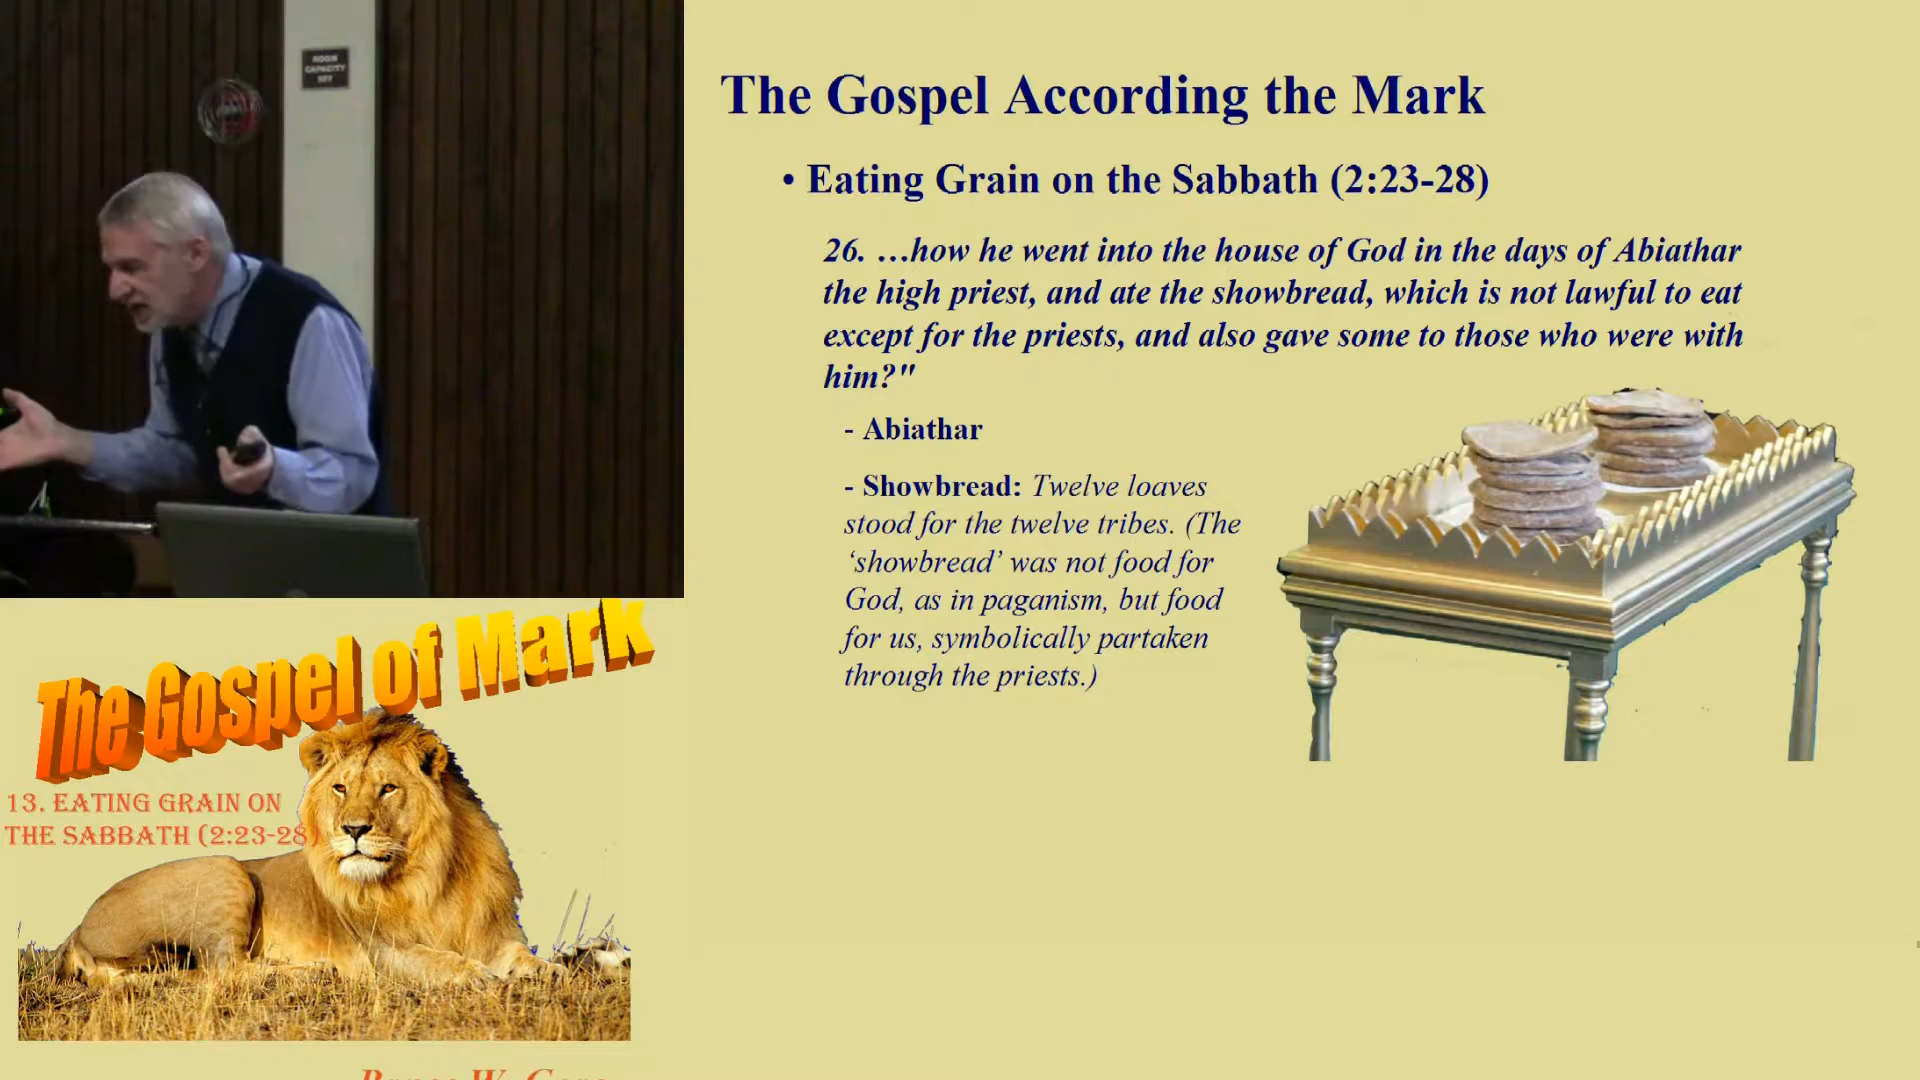 ROOM
CAPACITY
The Gospel According the Mark
• Eating Grain on the Sabbath (2:23-28)
26. …how he went into the house of God in the days of Abiathar
the high priest, and ate the showbread, which is not lawful to eat
except for the priests, and also gave some to those who were with
him?"
- Abiathar
- Showbread: Twelve loaves
stood for the twelve tribes. (The
‘showbread’ was not food for
God, as in paganism, but food
for us, symbolically partaken
through the priests.)
The Gospel of Mark
13. EATING GRAIN ON
THE SABBATH (2:23-28)